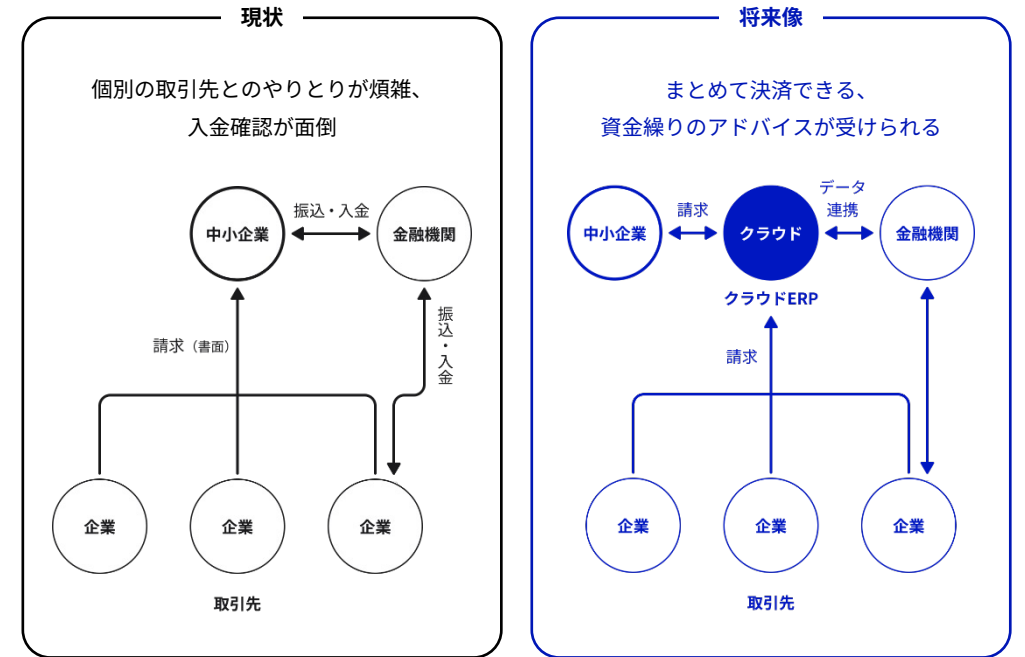 現状
個別の取引先とのやりとりが煩雑、
入金確認が面倒
中小企業
振込・入金
金融機関
振込・入金
請求（書面）
企業
企業
企業
取引先
将来像
まとめて決済できる、
資金繰りのアドバイスが受けられる
中小企業
請求
クラウド
データ
連携
金融機関
クラウドERP
請求
企業
企業
企業
取引先